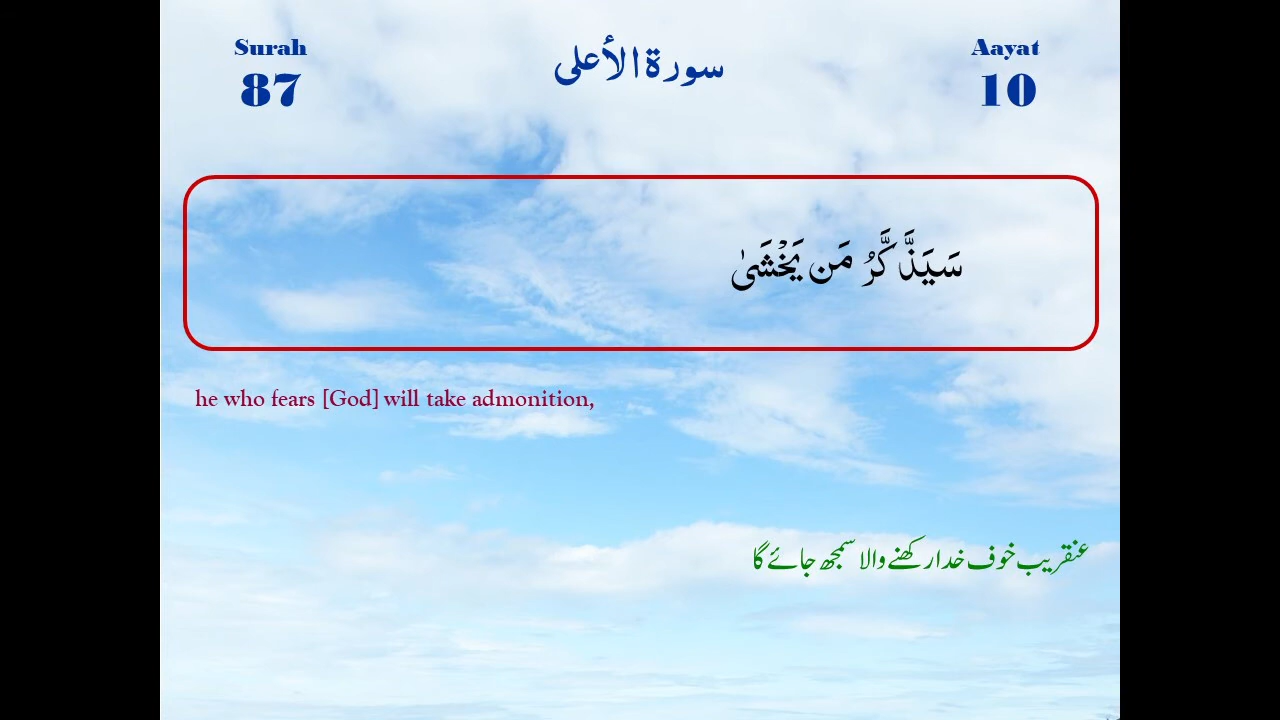 Surah
87
سورة الأعلى
Aayat
10
سَيَذَّكَّرُ مَن يَخْشَىٰ
he who fears [God] will take admonition,
عنقریب خوف خدا رکھنے والا سمجھ جائے گا